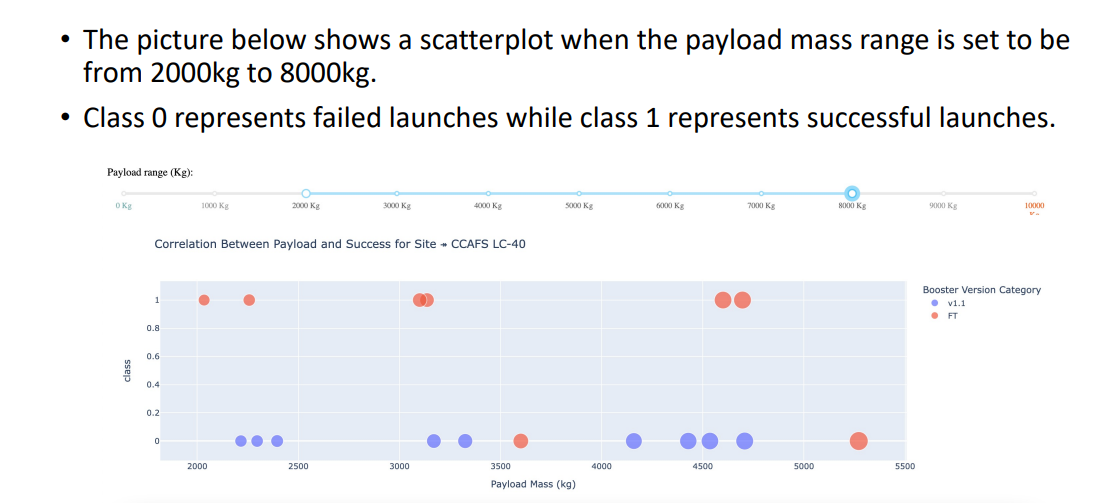 • The picture below shows a scatterplot when the payload mass range is set to be
from 2000kg to 8000kg.
• Class 0 represents failed launches while class 1 represents successful launches.
Payload range (Kg):
0 Kg 1000 Kg 2000 Kg 3000 Kg 4000 Kg 5000 Kg 6000 Kg 7000 Kg 8000 Kg 9000 Kg 10000
Correlation Between Payload and Success for Site → CCAFS LC-40
Booster Version Category
v1.1
FT
1
0.8
0.6
0.4
0.2
0
class
2000 2500 3000 3500 4000 4500 5000 5500
Payload Mass (kg)